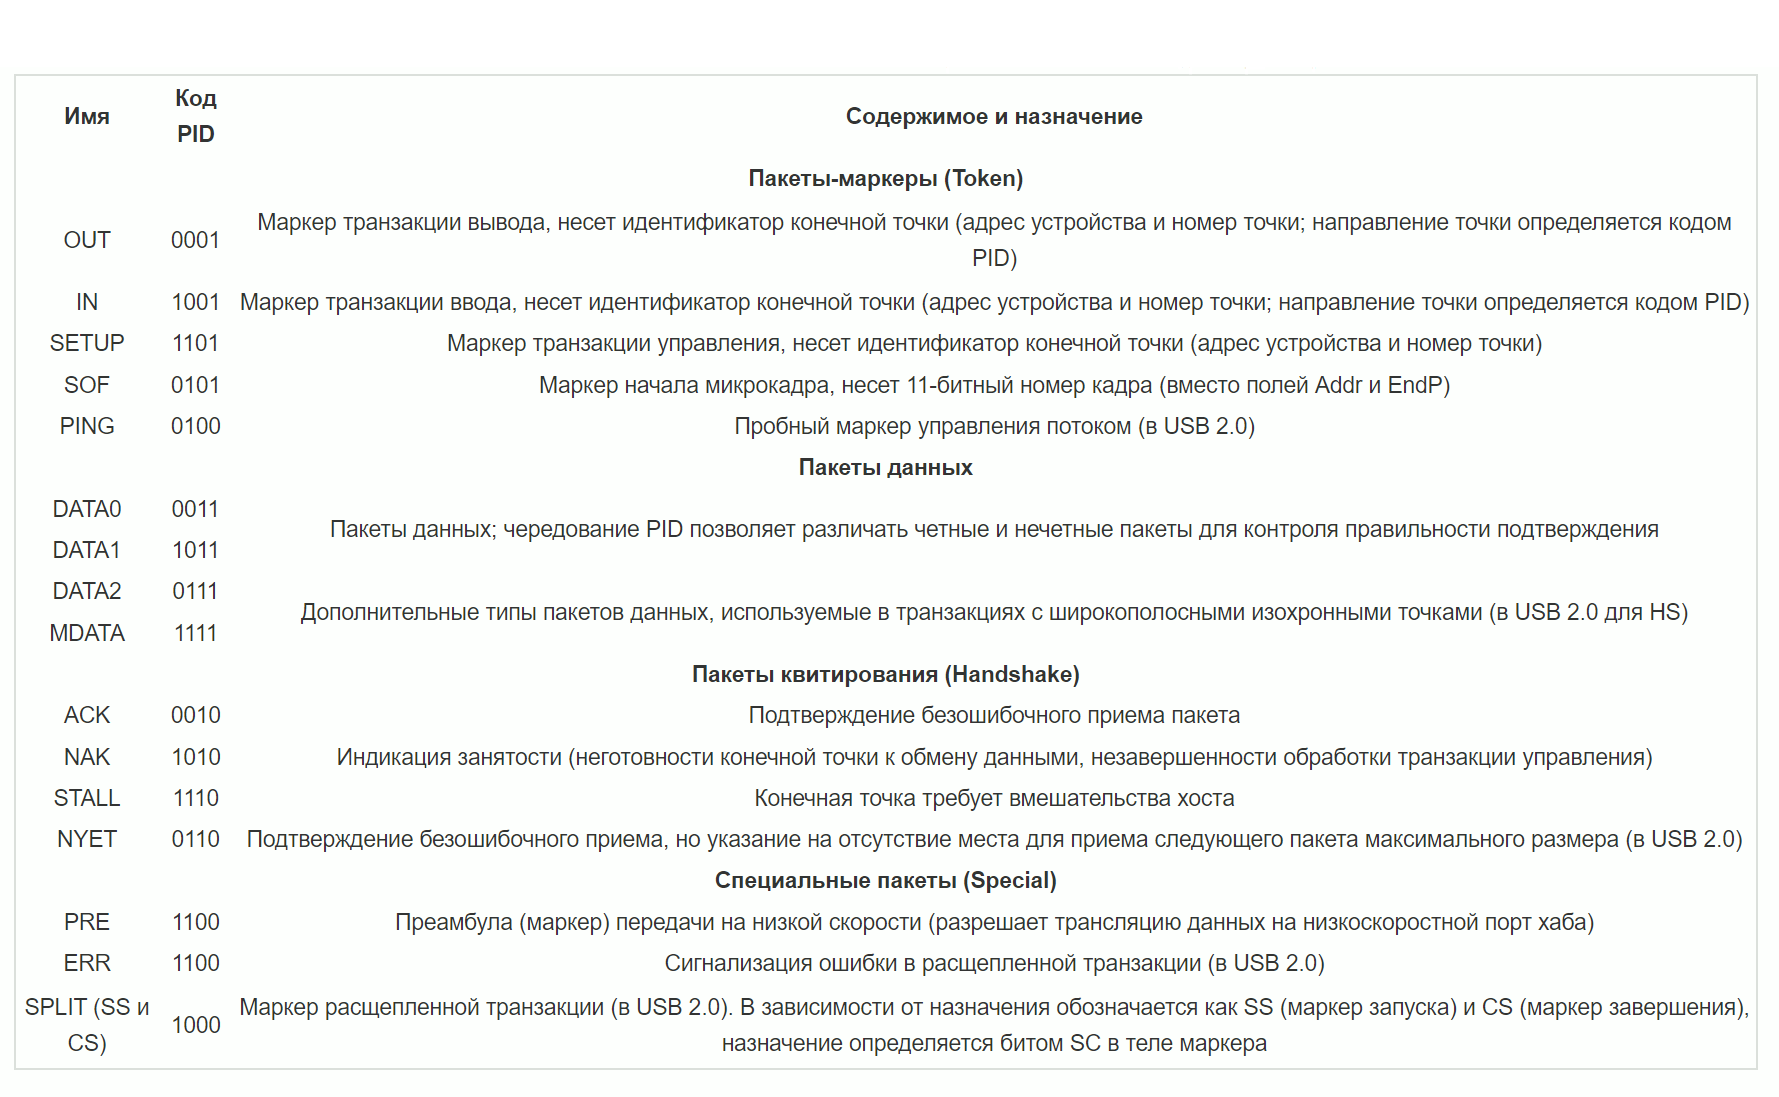 Имя Код PID Содержимое и назначение
Пакеты-маркеры (Token)
OUT 0001 Маркер транзакции вывода, несет идентификатор конечной точки (адрес устройства и номер точки; направление точки определяется кодом
PID)
IN 1001 Маркер транзакции ввода, несет идентификатор конечной точки (адрес устройства и номер точки; направление точки определяется кодом PID)
SETUP 1101 Маркер транзакции управления, несет идентификатор конечной точки (адрес устройства и номер точки)
SOF 0101 Маркер начала микрокадра, несет 11-битный номер кадра (вместо полей Addr и EndP)
PING 0100 Пробный маркер управления потоком (в USB 2.0)
Пакеты данных
DATA0 0011
Пакеты данных; чередование PID позволяет различать четные и нечетные пакеты для контроля правильности подтверждения
DATA1 1011
DATA2 0111
Дополнительные типы пакетов данных, используемые в транзакциях с широкополосными изохронными точками (в USB 2.0 для HS)
MDATA 1111
Пакеты квитирования (Handshake)
ACK 0010 Подтверждение безошибочного приема пакета
NAK 1010 Индикация занятости (неготовности конечной точки к обмену данными, незавершенности обработки транзакции управления)
STALL 1110 Конечная точка требует вмешательства хоста
NYET 0110 Подтверждение безошибочного приема, но указание на отсутствие места для приема следующего пакета максимального размера (в USB 2.0)
Специальные пакеты (Special)
PRE 1100 Преамбула (маркер) передачи на низкой скорости (разрешает трансляцию данных на низкоскоростной порт хаба)
ERR 1100 Сигнализация ошибки в расщепленной транзакции (в USB 2.0)
SPLIT (SS и
CS) 1000 Маркер расщепленной транзакции (в USB 2.0). В зависимости от назначения обозначается как SS (маркер запуска) и CS (маркер завершения),
назначение определяется битом SC в теле маркера